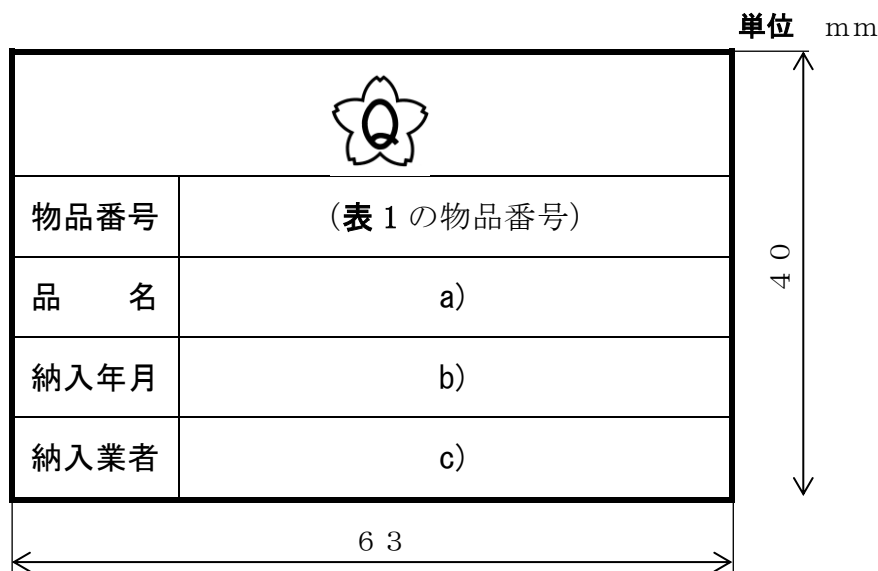 単位　ｍｍ
Q
物品番号　（表１の物品番号）
品　　名　a)
納入年月　b)
納入業者　c)
４０
６３